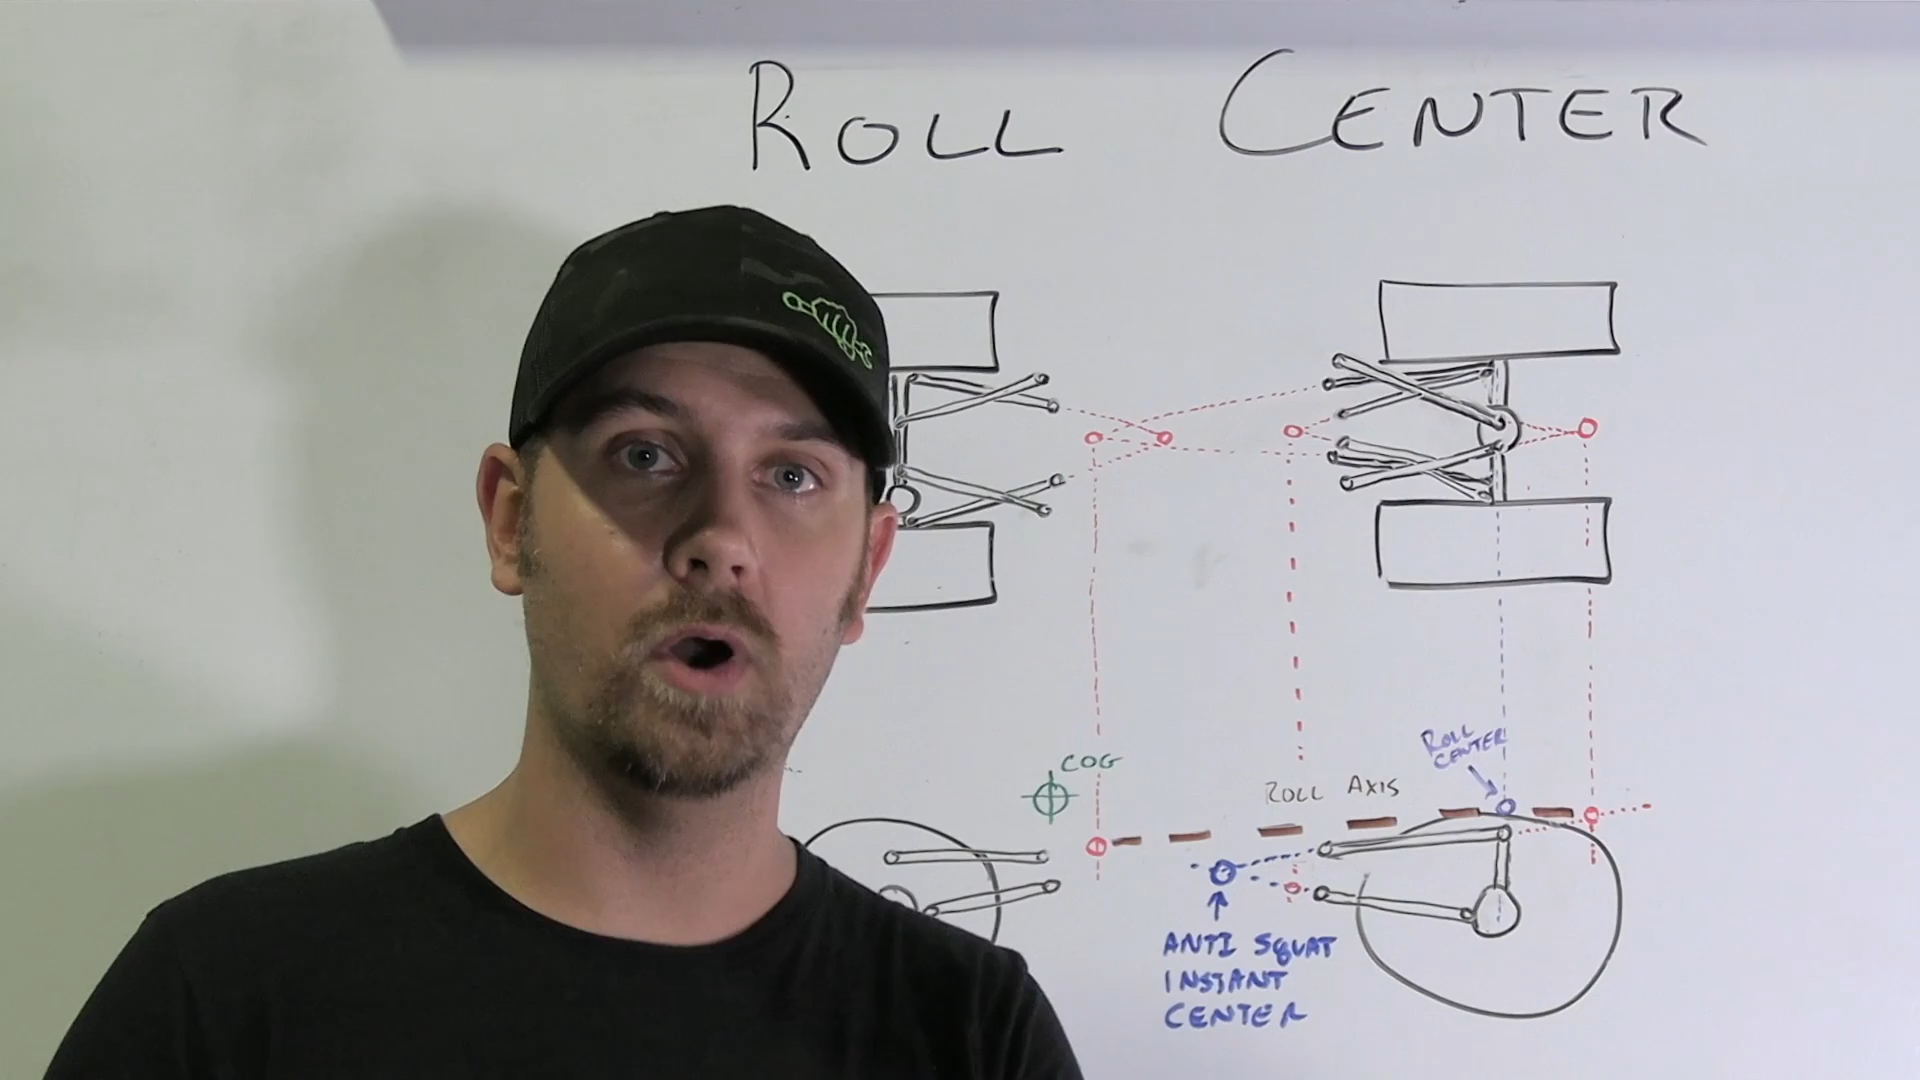 ROLL CENTER
COG
ROLL
CENTER
ROLL AXIS
ANTI SQUAT
INSTANT
CENTER